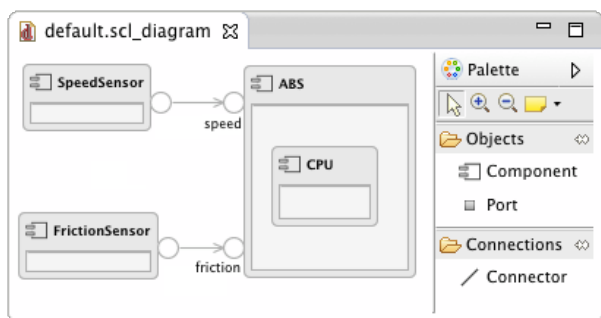 default.scl_diagram
SpeedSensor
speed
ABS
CPU
FrictionSensor
friction
Palette
Objects
Component
Port
Connections
Connector